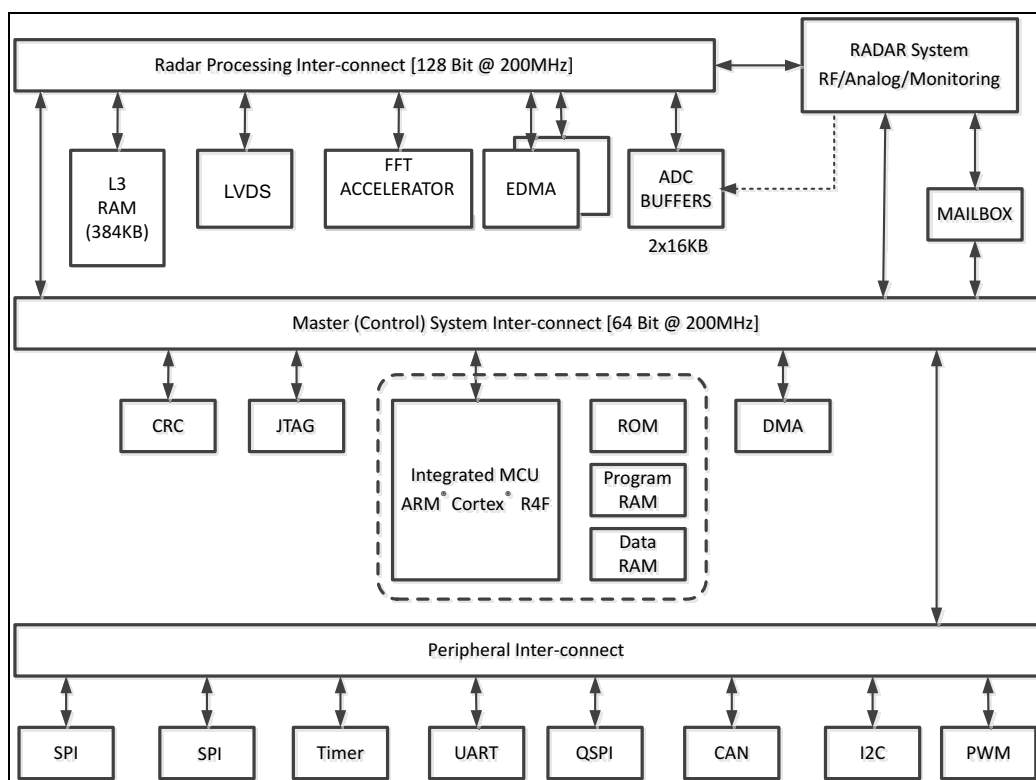 Radar Processing Inter-connect [128 Bit @ 200MHz]
RADAR System
RF/Analog/Monitoring
L3
RAM
(384KB)
LVDS
FFT
ACCELERATOR
EDMA
ADC
BUFFERS
2x16KB
MAILBOX
Master (Control) System Inter-connect [64 Bit @ 200MHz]
CRC
JTAG
Integrated MCU
ARM® Cortex® R4F
ROM
Program
RAM
Data
RAM
DMA
Peripheral Inter-connect
SPI
SPI
Timer
UART
QSPI
CAN
I2C
PWM